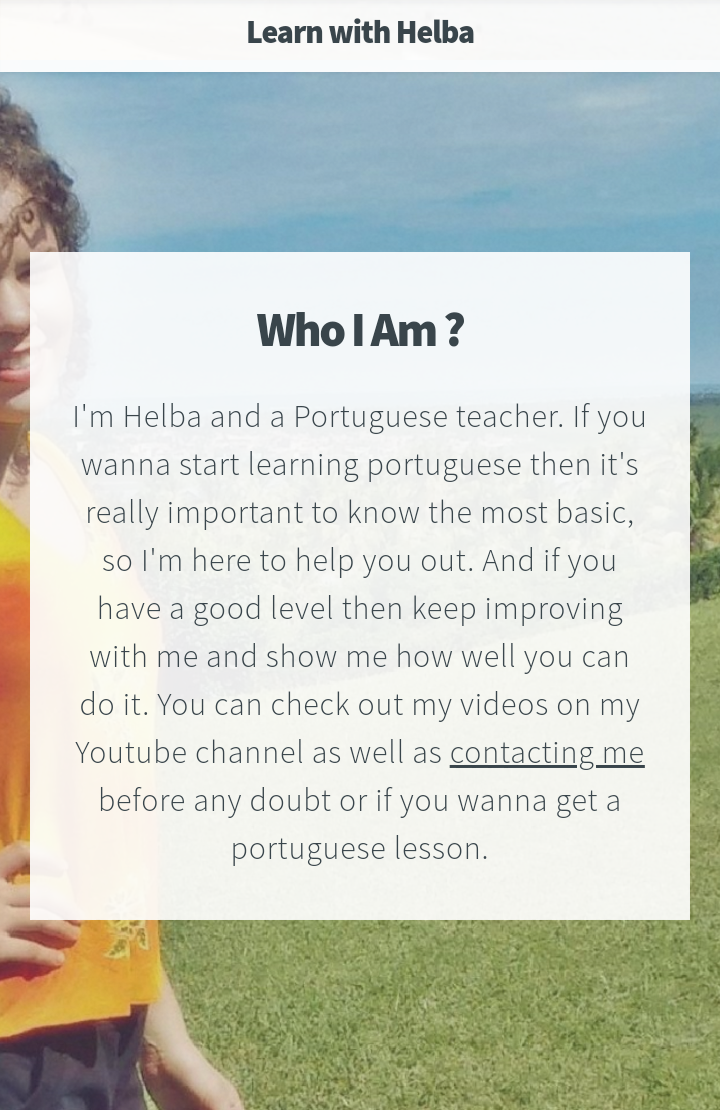 Learn with Helba
Who I Am ?
I'm Helba and a Portuguese teacher. If you
wanna start learning portuguese then it's
really important to know the most basic,
so I'm here to help you out. And if you
have a good level then keep improving
with me and show me how well you can
do it. You can check out my videos on my
Youtube channel as well as contacting me
before any doubt or if you wanna get a
portuguese lesson.